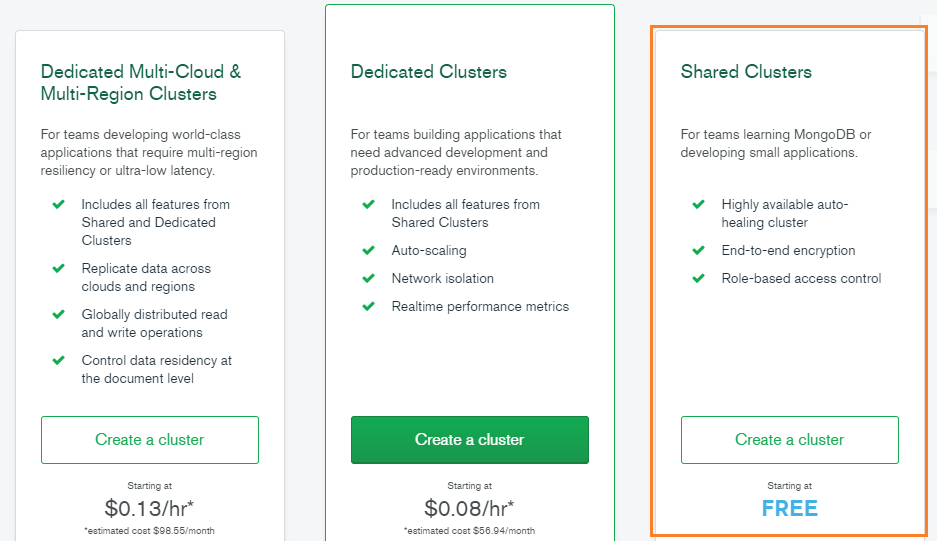 Dedicated Multi-Cloud &
Multi-Region Clusters
For teams developing world-class
applications that require multi-region
resiliency or ultra-low latency.
Includes all features from
Shared and Dedicated
Clusters
Replicate data across
clouds and regions
Globally distributed read
and write operations
Control data residency at
the document level
Create a cluster
Starting at
$0.13/hr*
*estimated cost $98.55/month
Dedicated Clusters
For teams building applications that
need advanced development and
production-ready environments.
Includes all features from
Shared Clusters
Auto-scaling
Network isolation
Realtime performance metrics
Create a cluster
Starting at
$0.08/hr*
*estimated cost $56.94/month
Shared Clusters
For teams learning MongoDB or
developing small applications.
Highly available auto-
healing cluster
End-to-end encryption
Role-based access control
Create a cluster
Starting at
FREE